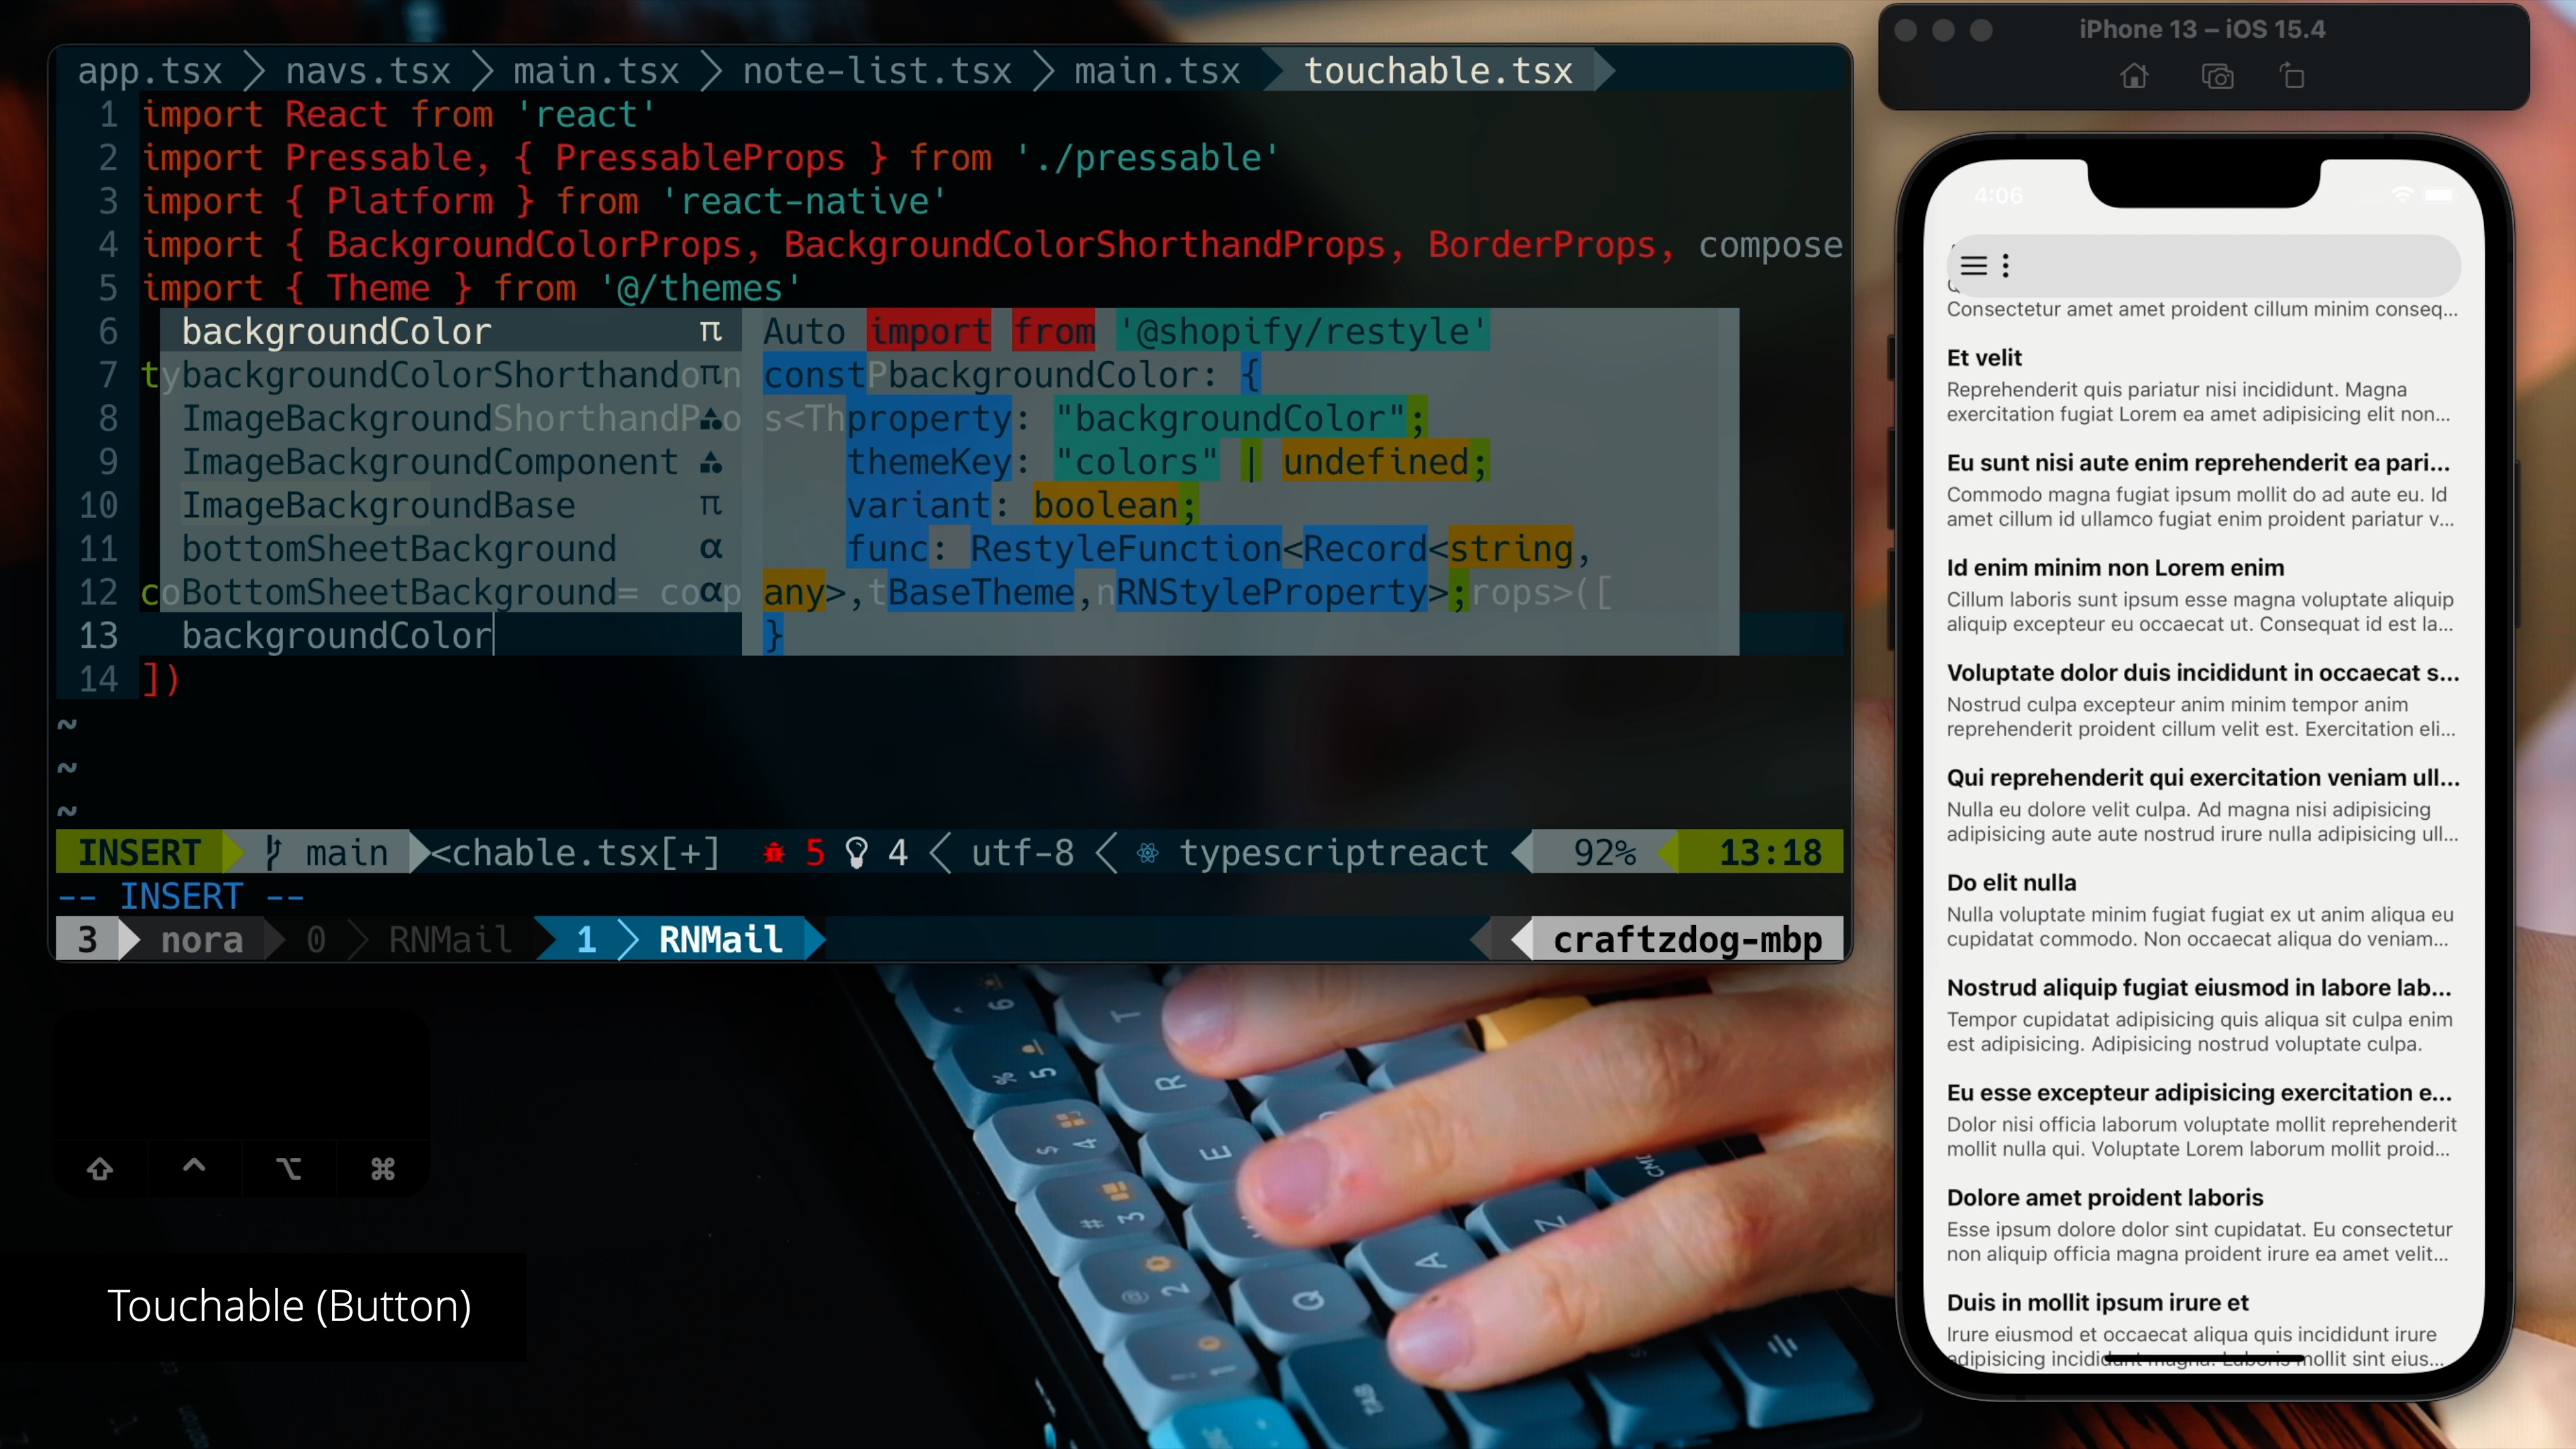 app.tsx navs.tsx main.tsx note-list.tsx main.tsx touchable.tsx
1 import React from 'react'
2 import Pressable, { PressableProps } from './pressable'
3 import { Platform } from 'react-native'
4 import { BackgroundColorProps, BackgroundColorShorthandProps, BorderProps, compose
5 import { Theme } from '@/themes'
6 backgroundColor π Auto import from '@shopify/restyle'
7 ty backgroundColorShorthand π const backgroundColor: {
8 ImageBackground ShorthandP s<Th property: "backgroundColor";
9 ImageBackgroundComponent themeKey: "colors" | undefined;
10 ImageBackgroundBase π variant: boolean;
11 bottomSheetBackground α func: RestyleFunction<Record<string,
12 co BottomSheetBackground = α any>, BaseTheme, RNStyleProperty>; rops>([
13 backgroundColor }
14 ])
~
~
~
INSERT main <chable.tsx[+] 5 4 utf-8 typescriptreact 92% 13:18
-- INSERT --
3 nora 0 RNMail 1 RNMail craftzdog-mbp
⇧ ⌃ ⌥ ⌘
Touchable (Button)
6
5 %
4 $
3 #
2 @
1 !
T
R
E
Q
A
Z
TAB
CMD
iPhone 13 – iOS 15.4
4:06
Consectetur amet amet proident cillum minim conseq...
Et velit
Reprehenderit quis pariatur nisi incididunt. Magna
exercitation fugiat Lorem ea amet adipisicing elit non...
Eu sunt nisi aute enim reprehenderit ea pari...
Commodo magna fugiat ipsum mollit do ad aute eu. Id
amet cillum id ullamco fugiat enim proident pariatur v...
Id enim minim non Lorem enim
Cillum laboris sunt ipsum esse magna voluptate aliquip
aliquip excepteur eu occaecat ut. Consequat id est la...
Voluptate dolor duis incididunt in occaecat s...
Nostrud culpa excepteur anim minim tempor anim
reprehenderit proident cillum velit est. Exercitation eli...
Qui reprehenderit qui exercitation veniam ull...
Nulla eu dolore velit culpa. Ad magna nisi adipisicing
adipisicing aute aute nostrud irure nulla adipisicing ull...
Do elit nulla
Nulla voluptate minim fugiat fugiat ex ut anim aliqua eu
cupidatat commodo. Non occaecat aliqua do veniam...
Nostrud aliquip fugiat eiusmod in labore lab...
Tempor cupidatat adipisicing quis aliqua sit culpa enim
est adipisicing. Adipisicing nostrud voluptate culpa.
Eu esse excepteur adipisicing exercitation e...
Dolor nisi officia laborum voluptate mollit reprehenderit
mollit nulla qui. Voluptate Lorem laborum mollit proid...
Dolore amet proident laboris
Esse ipsum dolore dolor sint cupidatat. Eu consectetur
non aliquip officia magna proident irure ea amet velit...
Duis in mollit ipsum irure et
Irure eiusmod et occaecat aliqua quis incididunt irure
adipisicing incididunt magna. Laboris mollit sint eius...